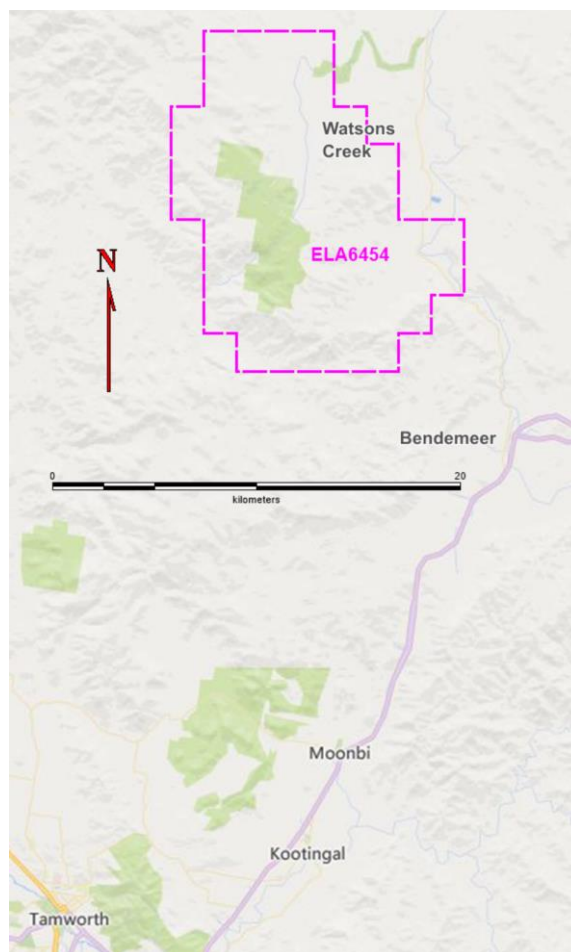 Watsons
Creek
ELA6454
N
Bendemeer
0 20
kilometers
Moonbi
Kootingal
Tamworth